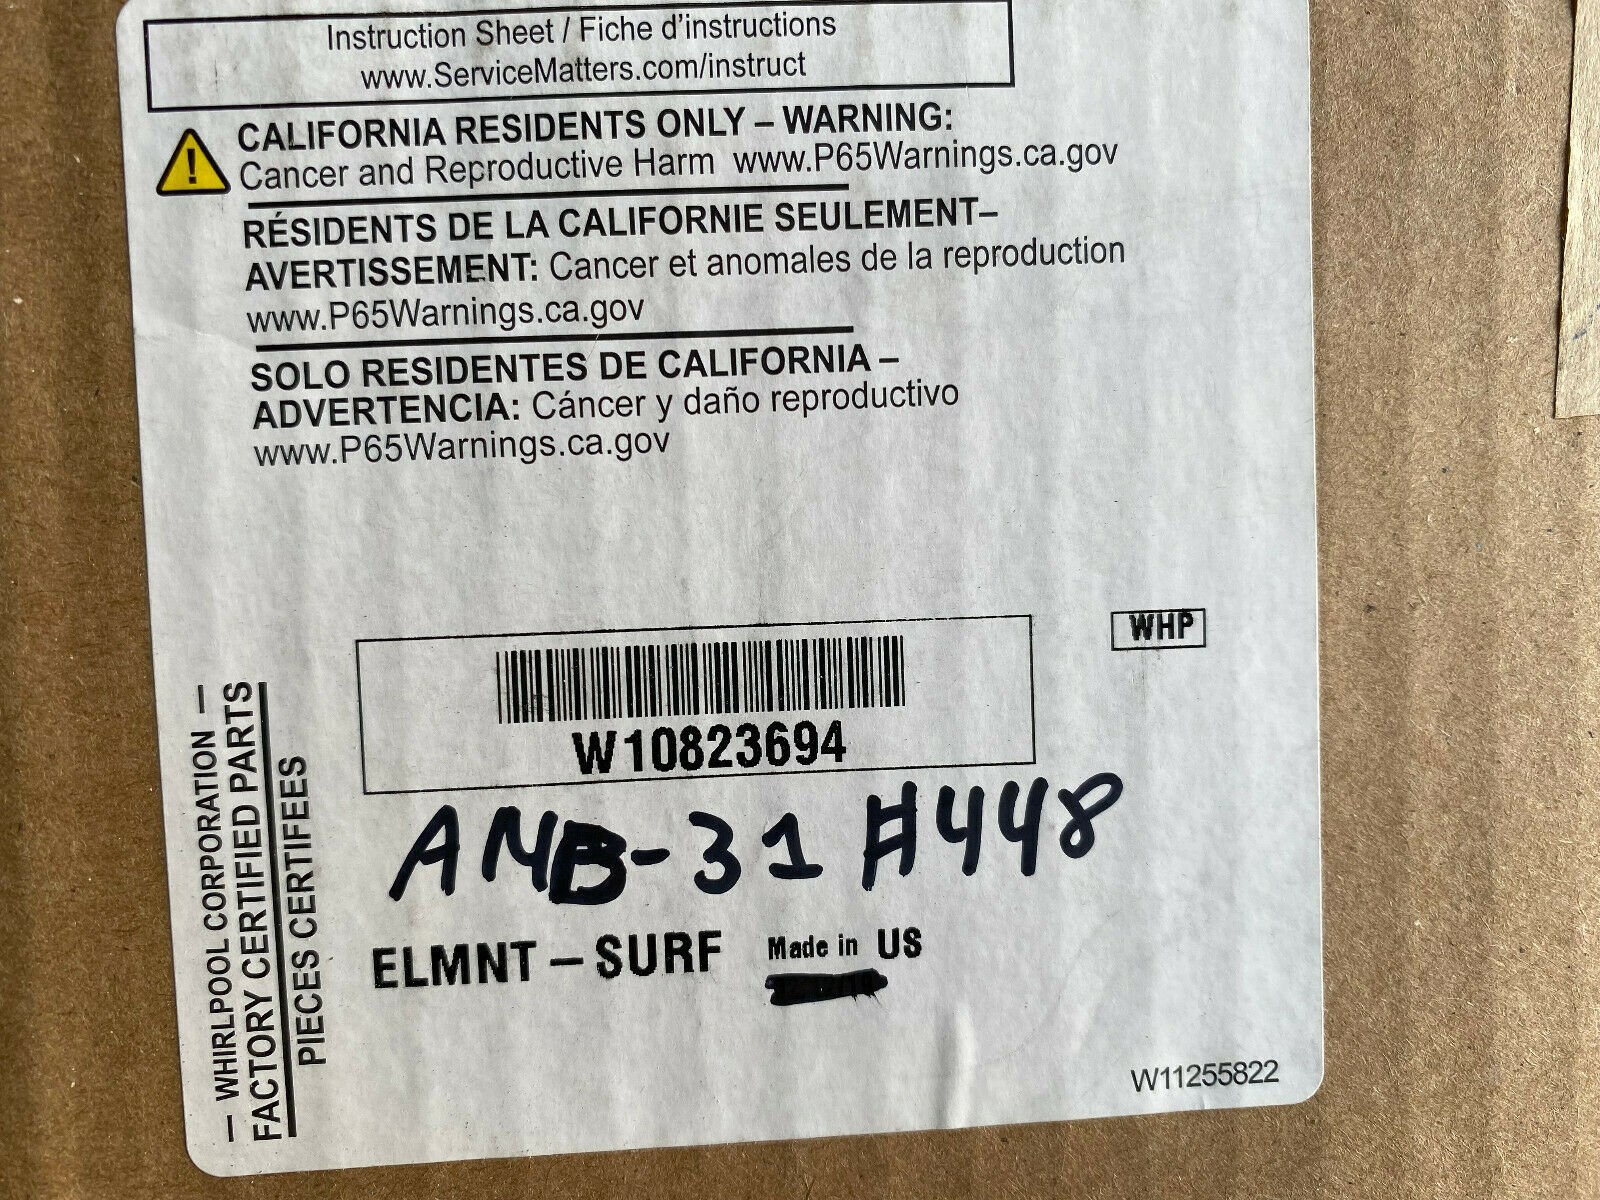 Instruction Sheet / Fiche d'instructions
www.ServiceMatters.com/instruct
CALIFORNIA RESIDENTS ONLY – WARNING:
Cancer and Reproductive Harm www.P65Warnings.ca.gov
RÉSIDENTS DE LA CALIFORNIE SEULEMENT–
AVERTISSEMENT: Cancer et anomales de la reproduction
www.P65Warnings.ca.gov
SOLO RESIDENTES DE CALIFORNIA –
ADVERTENCIA: Cáncer y daño reproductivo
www.P65Warnings.ca.gov
WHP
W10823694
ANB-31 #448
ELMNT – SURF Made in US
W11255822
— WHIRLPOOL CORPORATION —
FACTORY CERTIFIED PARTS
PIECES CERTIFEES